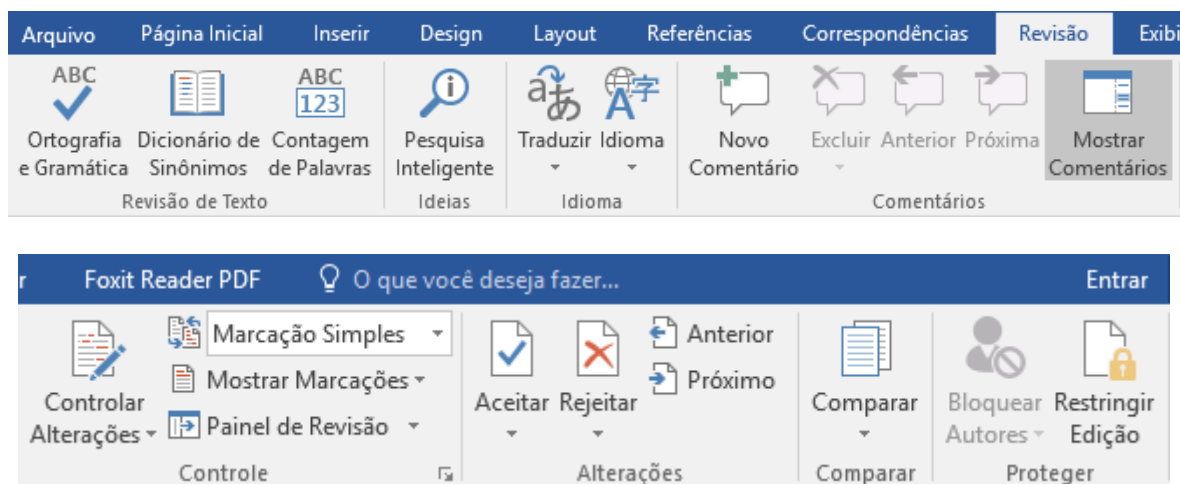 Arquivo Página Inicial Inserir Design Layout Referências Correspondências Revisão Exibi
ABC ABC
123
Ortografia Dicionário de Contagem Pesquisa Traduzir Idioma Novo Excluir Anterior Próxima Mostrar
e Gramática Sinônimos de Palavras Inteligente Comentário Comentários
Revisão de Texto Ideias Idioma Comentários
r Foxit Reader PDF O que você deseja fazer... Entrar
Marcação Simples Anterior
Mostrar Marcações Próximo
Controlar Aceitar Rejeitar Comparar Bloquear Restringir
Alterações Painel de Revisão Autores Edição
Controle Alterações Comparar Proteger